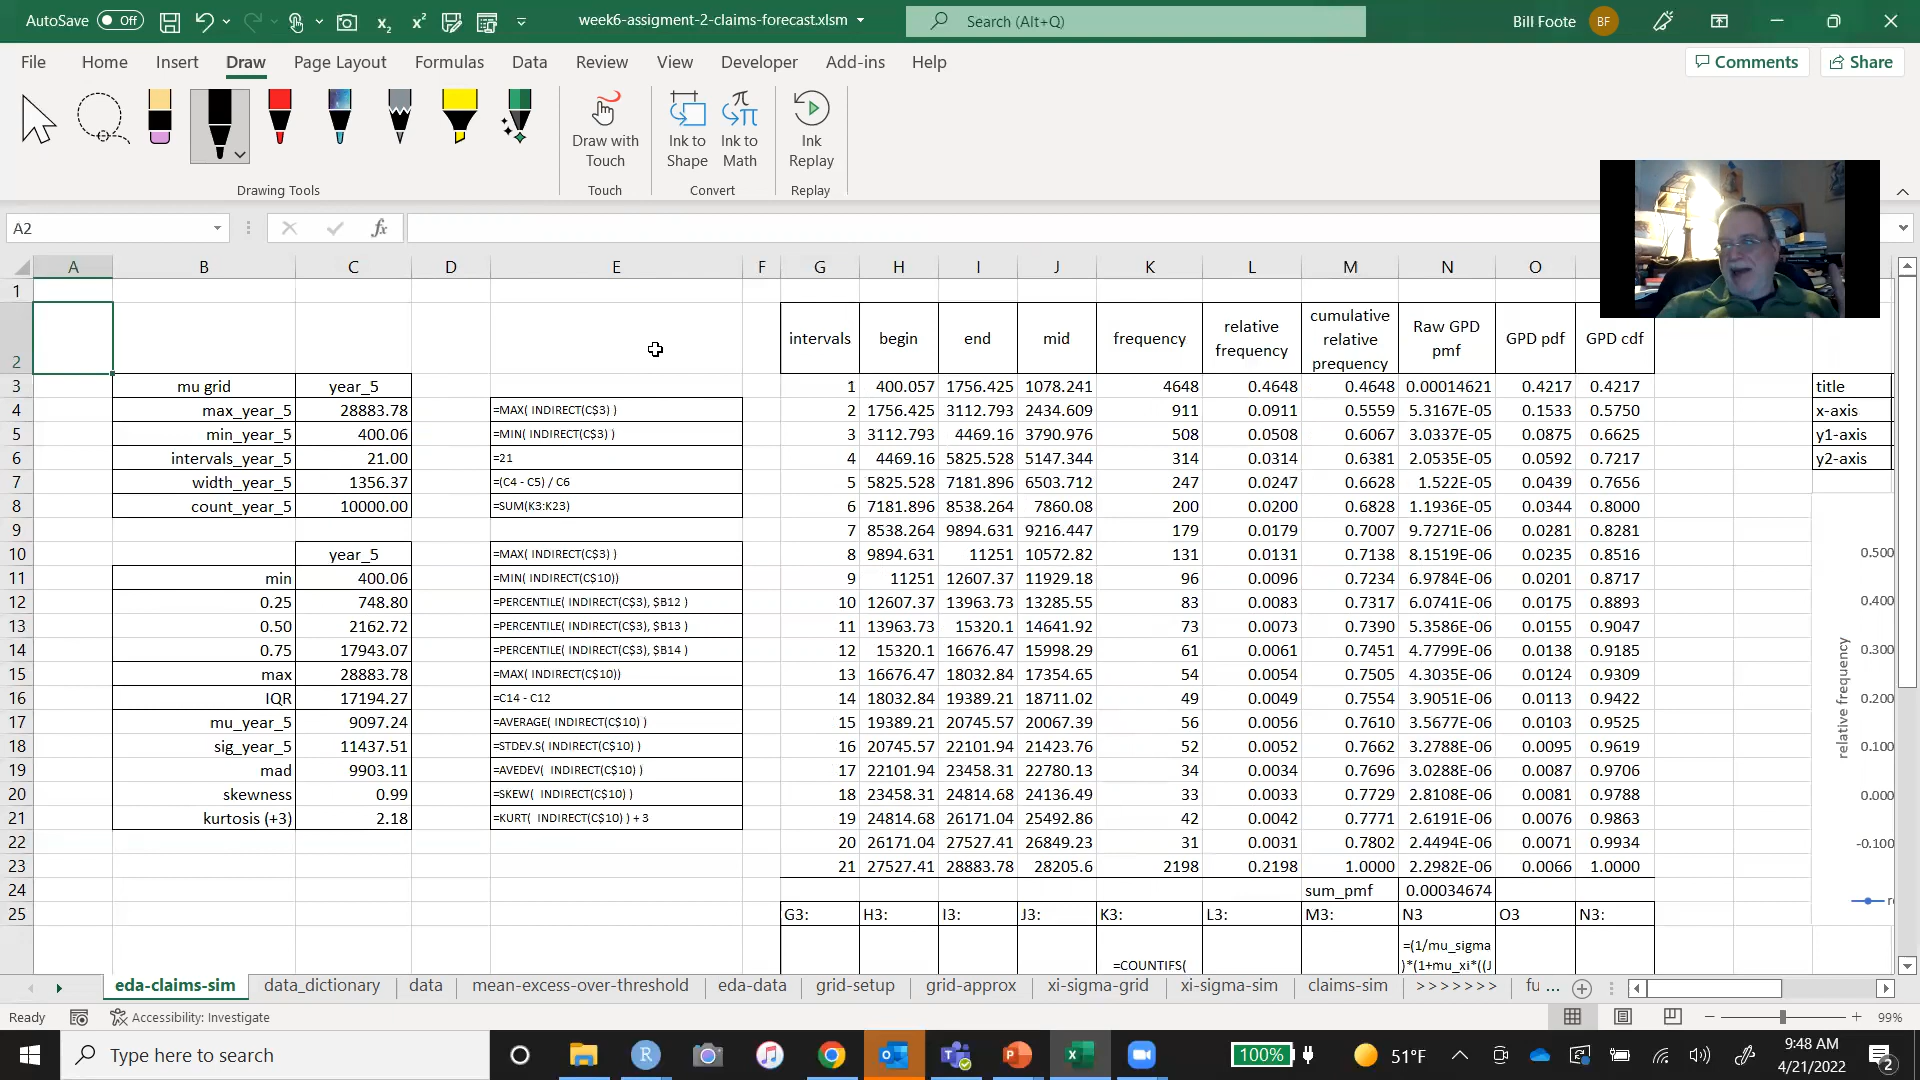 AutoSave Off week6-assigment-2-claims-forecast.xlsm Search (Alt+Q) Bill Foote BF
File Home Insert Draw Page Layout Formulas Data Review View Developer Add-ins Help Comments Share
Draw with Touch Ink to Shape Ink to Math Ink Replay
Drawing Tools Touch Convert Replay
A2 fx
A B C D E F G H I J K L M N O
1
2 intervals begin end mid frequency relative frequency cumulative relative prequency Raw GPD pmf GPD pdf GPD cdf
3 mu grid year_5 1 400.057 1756.425 1078.241 4648 0.4648 0.4648 0.00014621 0.4217 0.4217 title
4 max_year_5 28883.78 =MAX( INDIRECT(C$3) ) 2 1756.425 3112.793 2434.609 911 0.0911 0.5559 5.3167E-05 0.1533 0.5750 x-axis
5 min_year_5 400.06 =MIN( INDIRECT(C$3) ) 3 3112.793 4469.16 3790.976 508 0.0508 0.6067 3.0337E-05 0.0875 0.6625 y1-axis
6 intervals_year_5 21.00 =21 4 4469.16 5825.528 5147.344 314 0.0314 0.6381 2.0535E-05 0.0592 0.7217 y2-axis
7 width_year_5 1356.37 =(C4 - C5) / C6 5 5825.528 7181.896 6503.712 247 0.0247 0.6628 1.522E-05 0.0439 0.7656
8 count_year_5 10000.00 =SUM(K3:K23) 6 7181.896 8538.264 7860.08 200 0.0200 0.6828 1.1936E-05 0.0344 0.8000
9 7 8538.264 9894.631 9216.447 179 0.0179 0.7007 9.7271E-06 0.0281 0.8281
10 year_5 =MAX( INDIRECT(C$3) ) 8 9894.631 11251 10572.82 131 0.0131 0.7138 8.1519E-06 0.0235 0.8516 0.500
11 min 400.06 =MIN( INDIRECT(C$10)) 9 11251 12607.37 11929.18 96 0.0096 0.7234 6.9784E-06 0.0201 0.8717
12 0.25 748.80 =PERCENTILE( INDIRECT(C$3), $B12 ) 10 12607.37 13963.73 13285.55 83 0.0083 0.7317 6.0741E-06 0.0175 0.8893 0.400
13 0.50 2162.72 =PERCENTILE( INDIRECT(C$3), $B13 ) 11 13963.73 15320.1 14641.92 73 0.0073 0.7390 5.3586E-06 0.0155 0.9047
14 0.75 17943.07 =PERCENTILE( INDIRECT(C$3), $B14 ) 12 15320.1 16676.47 15998.29 61 0.0061 0.7451 4.7799E-06 0.0138 0.9185 0.300
15 max 28883.78 =MAX( INDIRECT(C$10)) 13 16676.47 18032.84 17354.65 54 0.0054 0.7505 4.3035E-06 0.0124 0.9309
16 IQR 17194.27 =C14 - C12 14 18032.84 19389.21 18711.02 49 0.0049 0.7554 3.9051E-06 0.0113 0.9422 0.200
17 mu_year_5 9097.24 =AVERAGE( INDIRECT(C$10) ) 15 19389.21 20745.57 20067.39 56 0.0056 0.7610 3.5677E-06 0.0103 0.9525
18 sig_year_5 11437.51 =STDEV.S( INDIRECT(C$10) ) 16 20745.57 22101.94 21423.76 52 0.0052 0.7662 3.2788E-06 0.0095 0.9619 0.100
19 mad 9903.11 =AVEDEV( INDIRECT(C$10) ) 17 22101.94 23458.31 22780.13 34 0.0034 0.7696 3.0288E-06 0.0087 0.9706
20 skewness 0.99 =SKEW( INDIRECT(C$10) ) 18 23458.31 24814.68 24136.49 33 0.0033 0.7729 2.8108E-06 0.0081 0.9788 0.000
21 kurtosis (+3) 2.18 =KURT( INDIRECT(C$10) ) + 3 19 24814.68 26171.04 25492.86 42 0.0042 0.7771 2.6191E-06 0.0076 0.9863
22 20 26171.04 27527.41 26849.23 31 0.0031 0.7802 2.4494E-06 0.0071 0.9934 -0.100
23 21 27527.41 28883.78 28205.6 2198 0.2198 1.0000 2.2982E-06 0.0066 1.0000
relative frequency
24 sum_pmf 0.00034674
25 G3: H3: I3: J3: K3: L3: M3: N3 O3 N3:
=COUNTIFS( =(1/mu_sigma )*(1+mu_xi*((J
eda-claims-sim data_dictionary data mean-excess-over-threshold eda-data grid-setup grid-approx xi-sigma-grid xi-sigma-sim claims-sim >>>>>>> fu ...
Ready Accessibility: Investigate 99%
Type here to search 100% 51°F 9:48 AM
4/21/2022 2